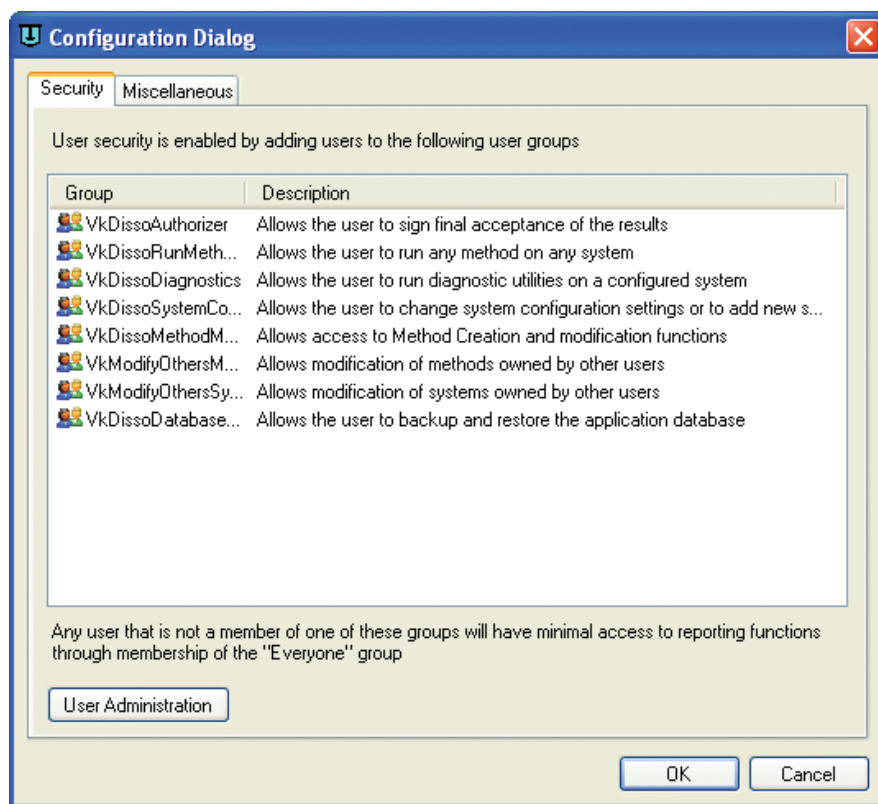 Configuration Dialog
Security Miscellaneous
User security is enabled by adding users to the following user groups
Group Description
VkDissoAuthorizer Allows the user to sign final acceptance of the results
VkDissoRunMeth... Allows the user to run any method on any system
VkDissoDiagnostics Allows the user to run diagnostic utilities on a configured system
VkDissoSystemCo... Allows the user to change system configuration settings or to add new s...
VkDissoMethodM... Allows access to Method Creation and modification functions
VkModifyOthersM... Allows modification of methods owned by other users
VkModifyOthersSy... Allows modification of systems owned by other users
VkDissoDatabase... Allows the user to backup and restore the application database
Any user that is not a member of one of these groups will have minimal access to reporting functions
through membership of the "Everyone" group
User Administration
OK Cancel